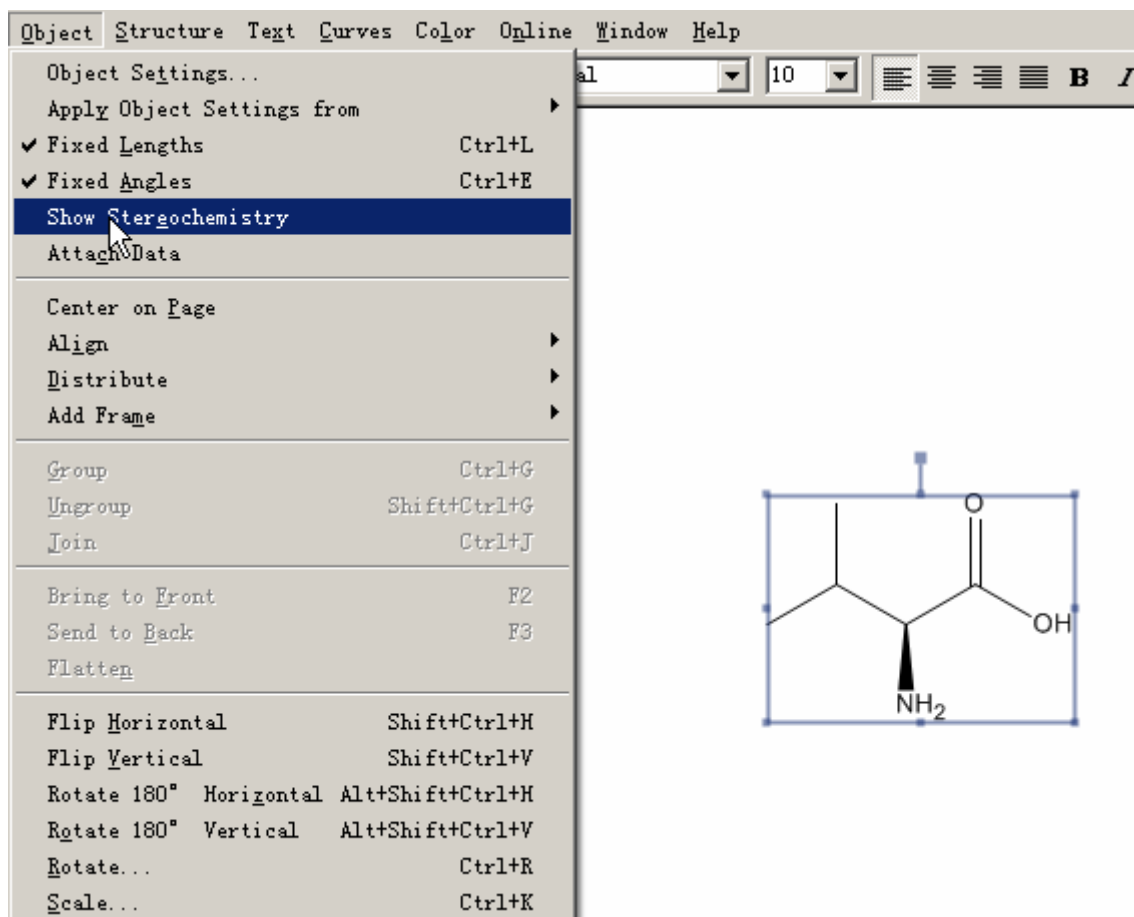 Object Structure Text Curves Color Online Window Help
al 10 B I
Object Settings...
Apply Object Settings from
Fixed Lengths Ctrl+L
Fixed Angles Ctrl+E
Show Stereochemistry
Attach Data
Center on Page
Align
Distribute
Add Frame
Group Ctrl+G
Ungroup Shift+Ctrl+G
Join Ctrl+J
Bring to Front F2
Send to Back F3
Flatten
Flip Horizontal Shift+Ctrl+H
Flip Vertical Shift+Ctrl+V
Rotate 180° Horizontal Alt+Shift+Ctrl+H
Rotate 180° Vertical Alt+Shift+Ctrl+V
Rotate... Ctrl+R
Scale... Ctrl+K
O
OH
NH2